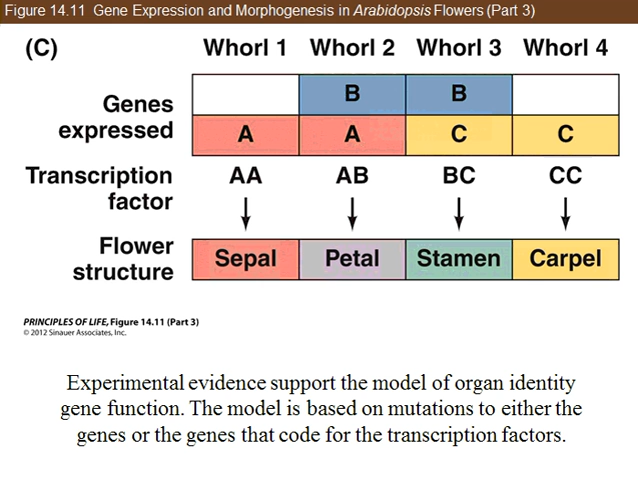 Figure 14.11 Gene Expression and Morphogenesis in Arabidopsis Flowers (Part 3)
(C)
Whorl 1 Whorl 2 Whorl 3 Whorl 4
Genes expressed
B B
A A C C
Transcription factor
AA AB BC CC
Flower structure
Sepal Petal Stamen Carpel
PRINCIPLES OF LIFE, Figure 14.11 (Part 3)
© 2012 Sinauer Associates, Inc.
Experimental evidence support the model of organ identity
gene function. The model is based on mutations to either the
genes or the genes that code for the transcription factors.